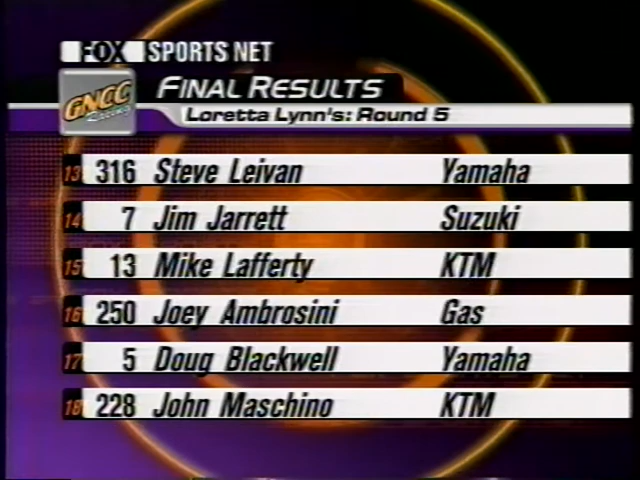 FOX SPORTS NET
GNCC
Racing
Final Results
Loretta Lynn's: Round 5
13 316 Steve Leivan Yamaha
14 7 Jim Jarrett Suzuki
15 13 Mike Lafferty KTM
16 250 Joey Ambrosini Gas
17 5 Doug Blackwell Yamaha
18 228 John Maschino KTM